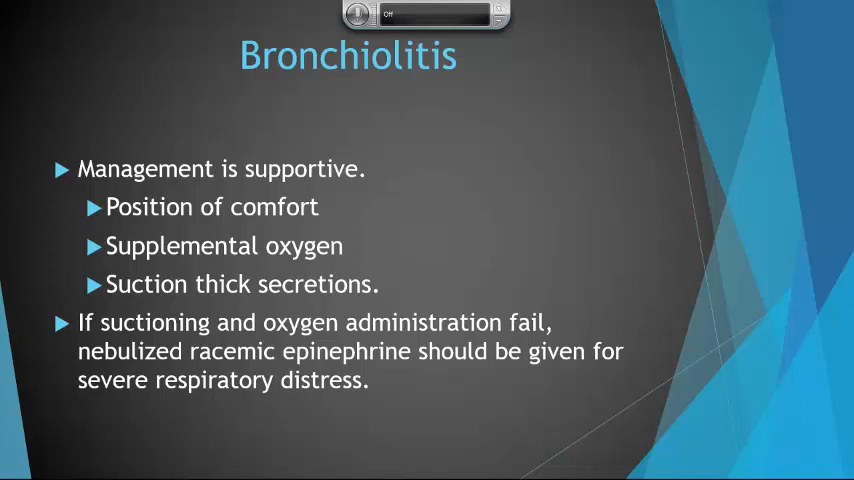 Off
Bronchiolitis
Management is supportive.
Position of comfort
Supplemental oxygen
Suction thick secretions.
If suctioning and oxygen administration fail,
nebulized racemic epinephrine should be given for
severe respiratory distress.